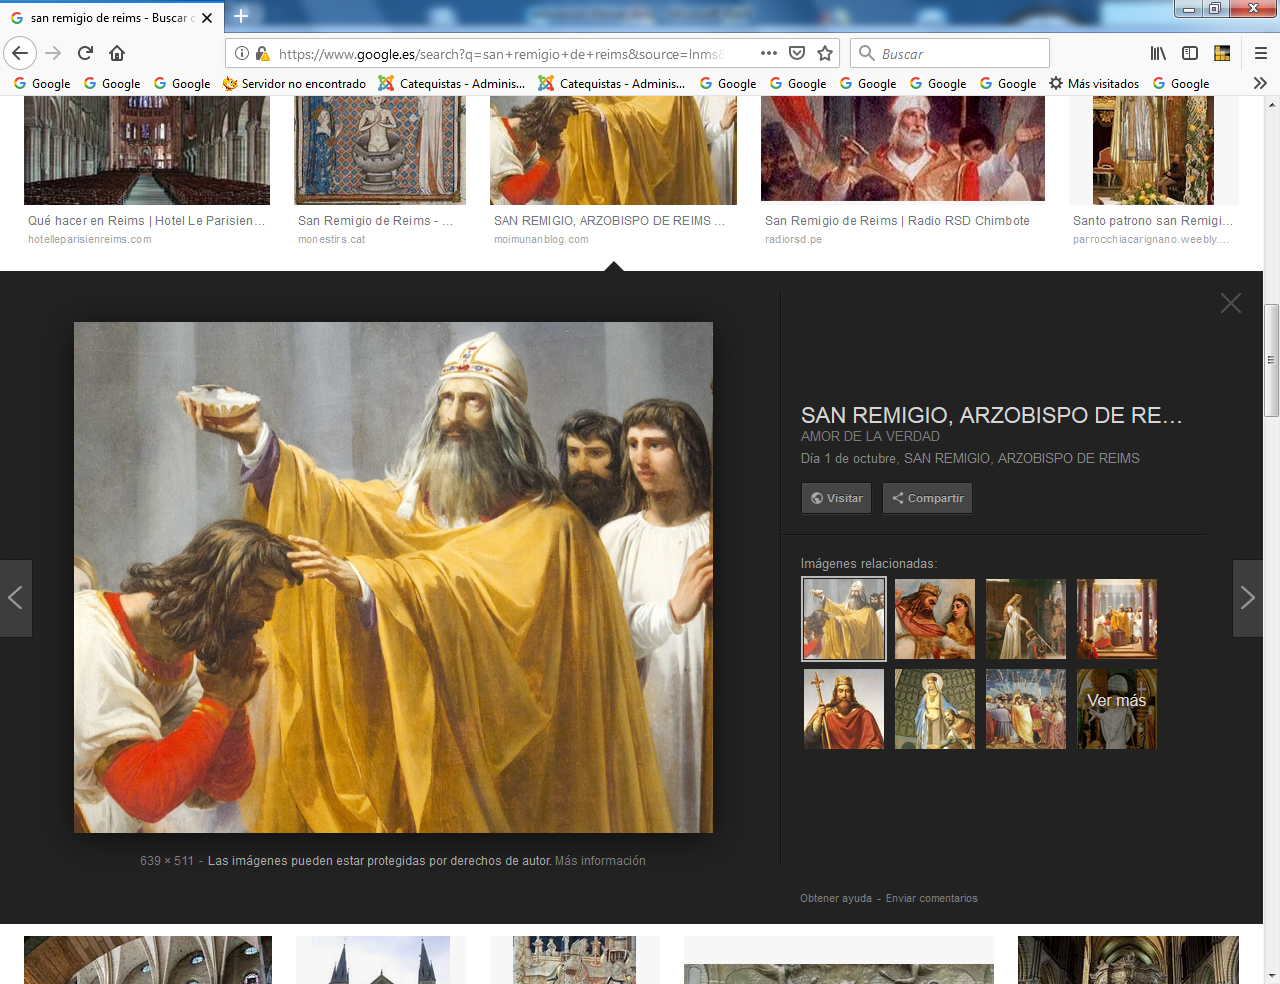 san remigio de reims - Buscar c
https://www.google.es/search?q=san+remigio+de+reims&source=lnms&
Buscar
Google
Google
Google
Servidor no encontrado
Catequistas - Adminis...
Catequistas - Adminis...
Google
Google
Google
Google
Google
Más visitados
Google
Qué hacer en Reims | Hotel Le Parisien...
hotelleparisienreims.com
San Remigio de Reims - ...
monestirs.cat
SAN REMIGIO, ARZOBISPO DE REIMS ...
moimunanblog.com
San Remigio de Reims | Radio RSD Chimbote
radiorsd.pe
Santo patrono san Remigi...
parrocchiacarignano.weebly....
SAN REMIGIO, ARZOBISPO DE RE...
AMOR DE LA VERDAD
Día 1 de octubre, SAN REMIGIO, ARZOBISPO DE REIMS
Visitar
Compartir
Imágenes relacionadas:
Ver más
639 × 511 - Las imágenes pueden estar protegidas por derechos de autor. Más información
Obtener ayuda - Enviar comentarios